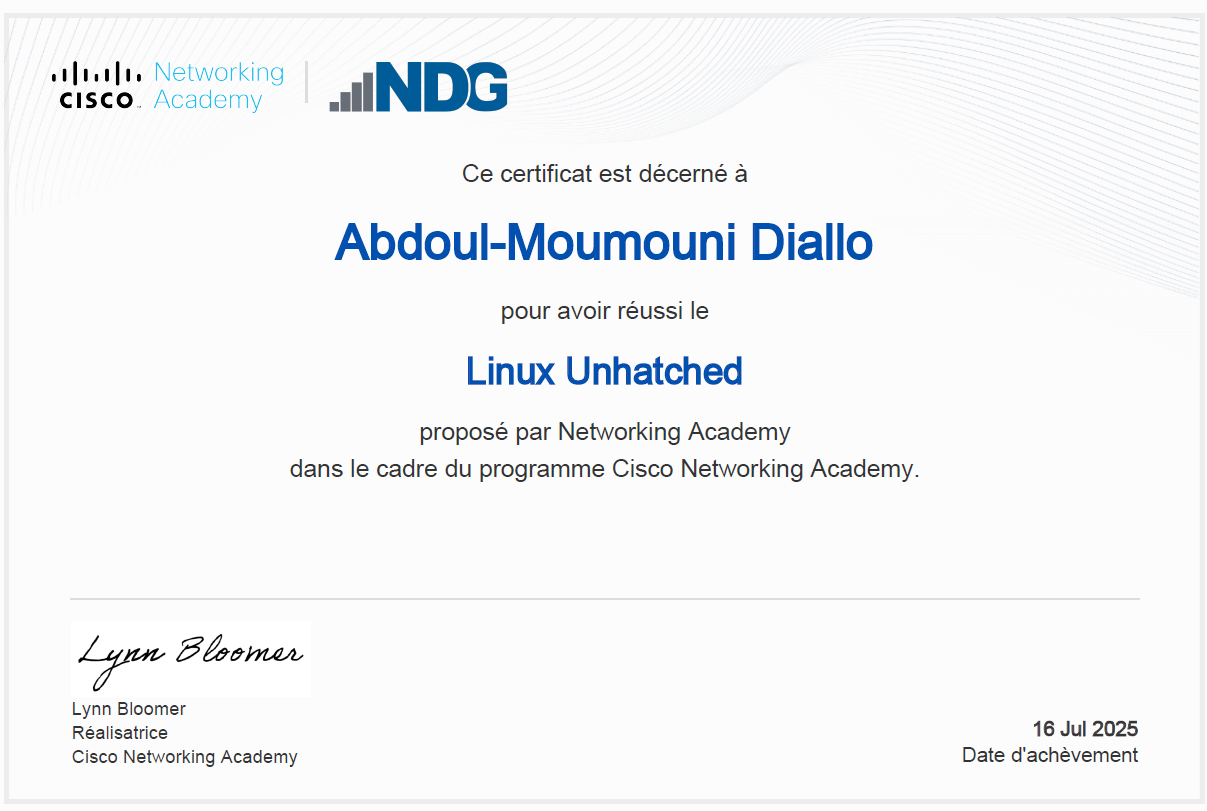 CISCO Networking Academy
NDG
Ce certificat est décerné à
Abdoul-Moumouni Diallo
pour avoir réussi le
Linux Unhatched
proposé par Networking Academy
dans le cadre du programme Cisco Networking Academy.
Lynn Bloomer
Lynn Bloomer
Réalisatrice
Cisco Networking Academy
16 Jul 2025
Date d'achèvement